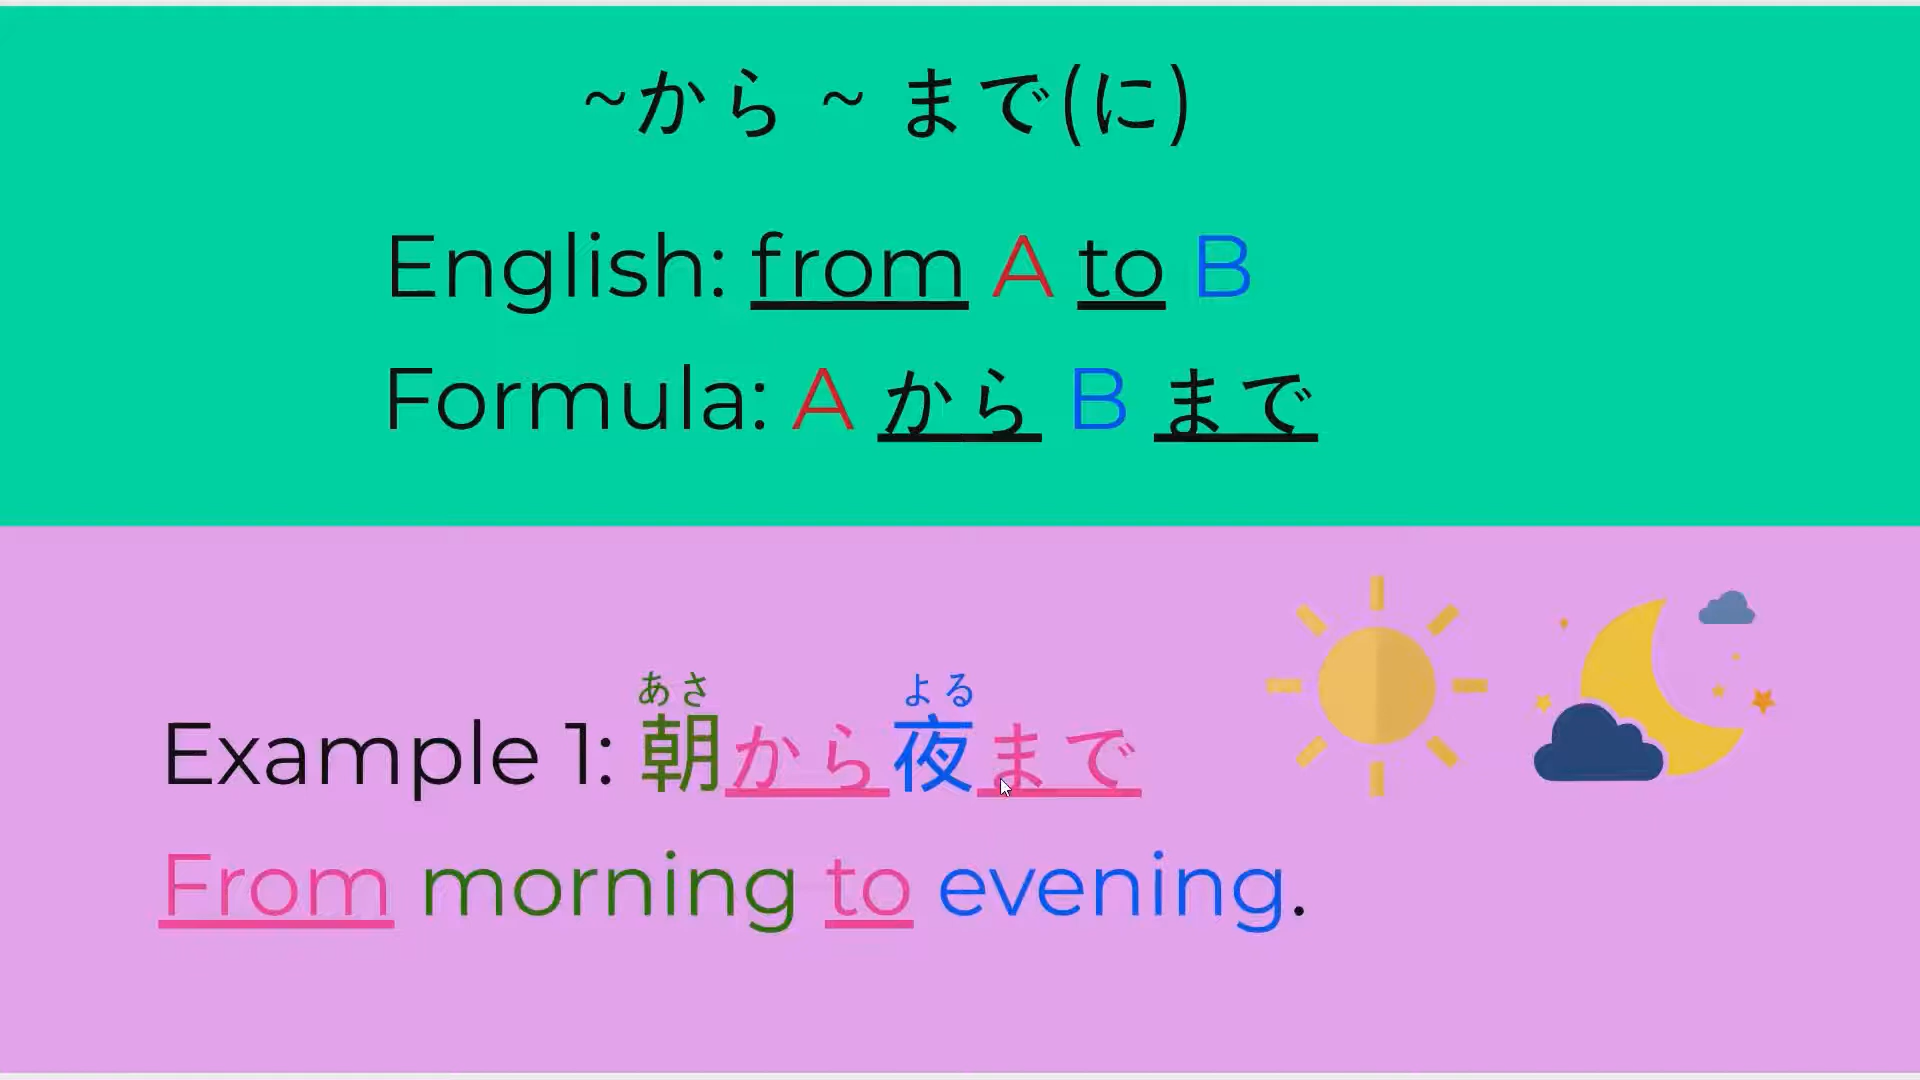 ~から ~ まで(に)
English: from A to B
Formula: A から B まで
あさ よる
Example 1: 朝から夜まで
From morning to evening.